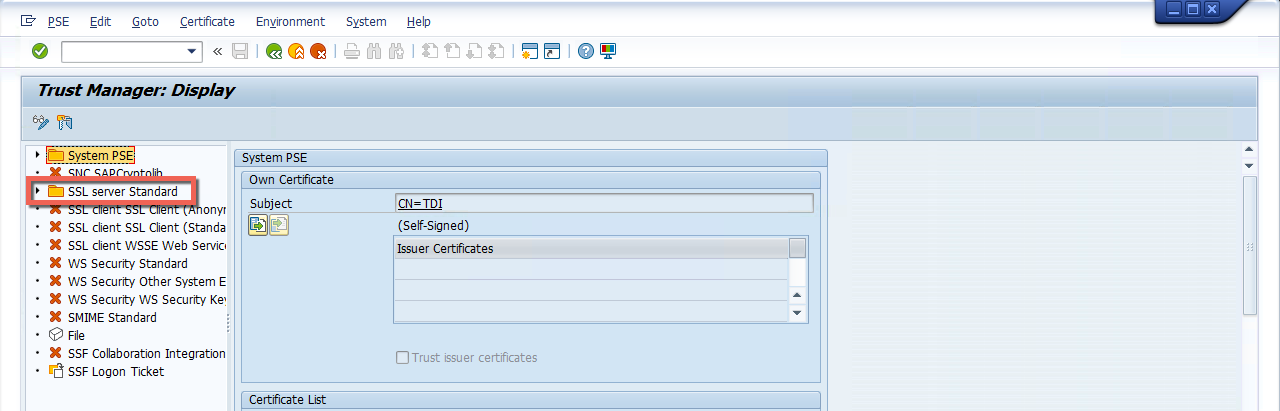 PSE Edit Goto Certificate Environment System Help
Trust Manager: Display
System PSE
SNC SAPCryptolib
SSL server Standard
SSL client SSL Client (Anonyn
SSL client SSL Client (Standa
SSL client WSSE Web Service
WS Security Standard
WS Security Other System E
WS Security WS Security Key
SMIME Standard
File
SSF Collaboration Integration
SSF Logon Ticket
System PSE
Own Certificate
Subject CN=TDI
(Self-Signed)
Issuer Certificates
Trust issuer certificates
Certificate List